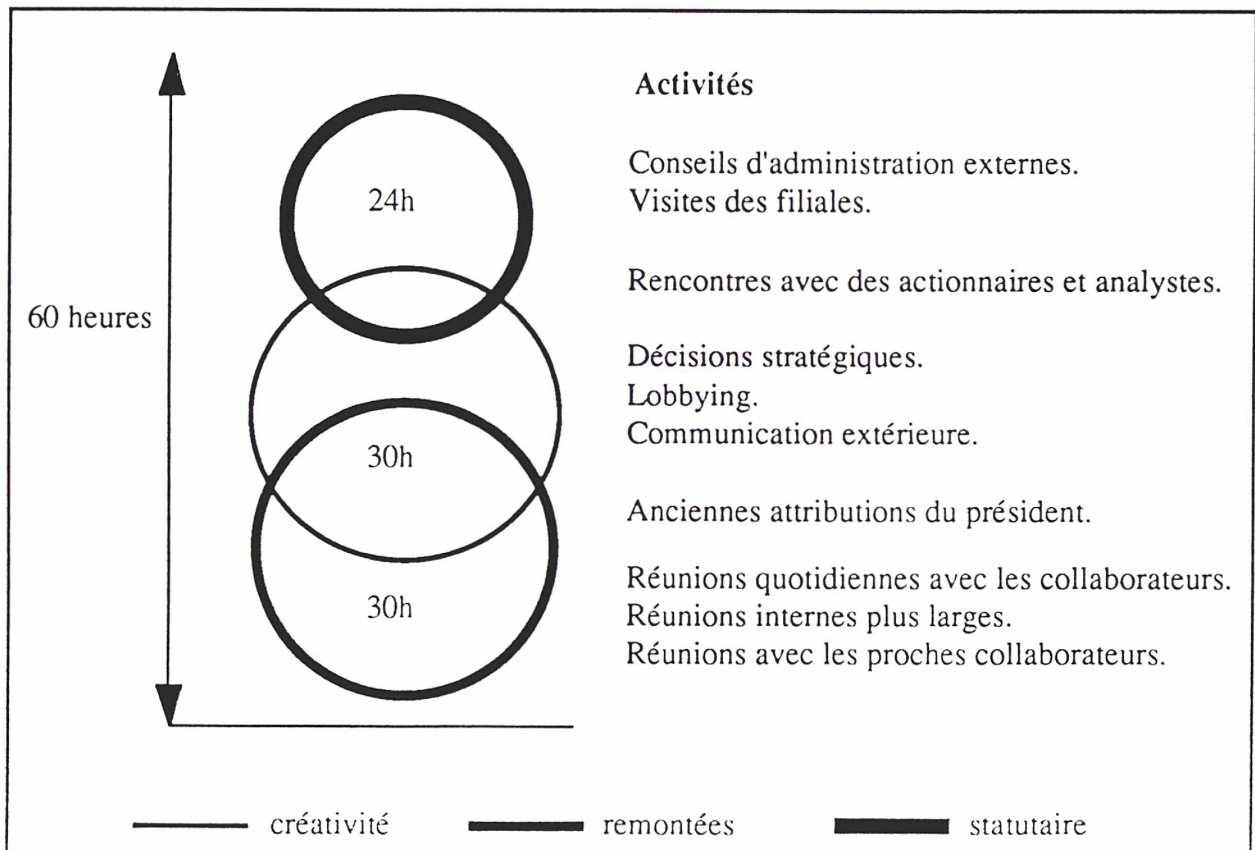 Activités
Conseils d'administration externes.
24h
Visites des filiales.
Rencontres avec des actionnaires et analystes.
60 heures
Décisions stratégiques.
Lobbying.
Communication extérieure.
30h
Anciennes attributions du président.
Réunions quotidiennes avec les collaborateurs.
30h
Réunions internes plus larges.
Réunions avec les proches collaborateurs.
créativité
remontées
statutaire